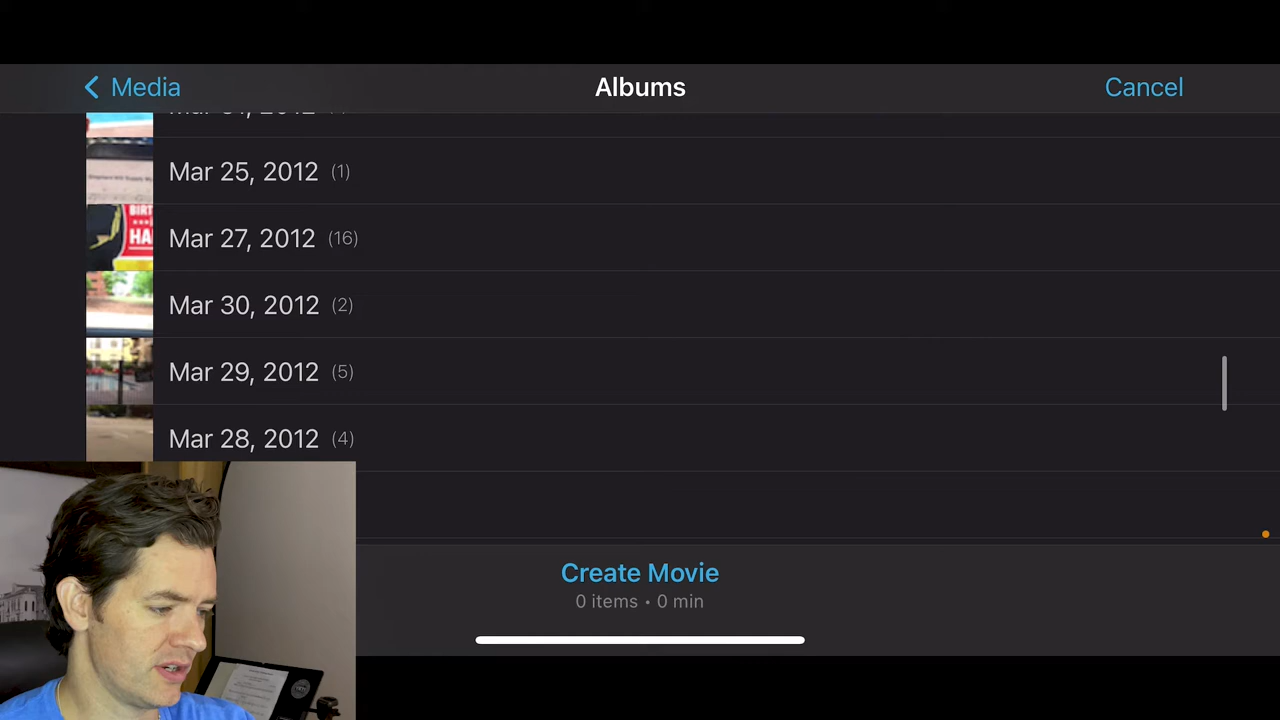 Media
Albums
Cancel
Mar 25, 2012 (1)
Mar 27, 2012 (16)
Mar 30, 2012 (2)
Mar 29, 2012 (5)
Mar 28, 2012 (4)
Create Movie
0 items • 0 min